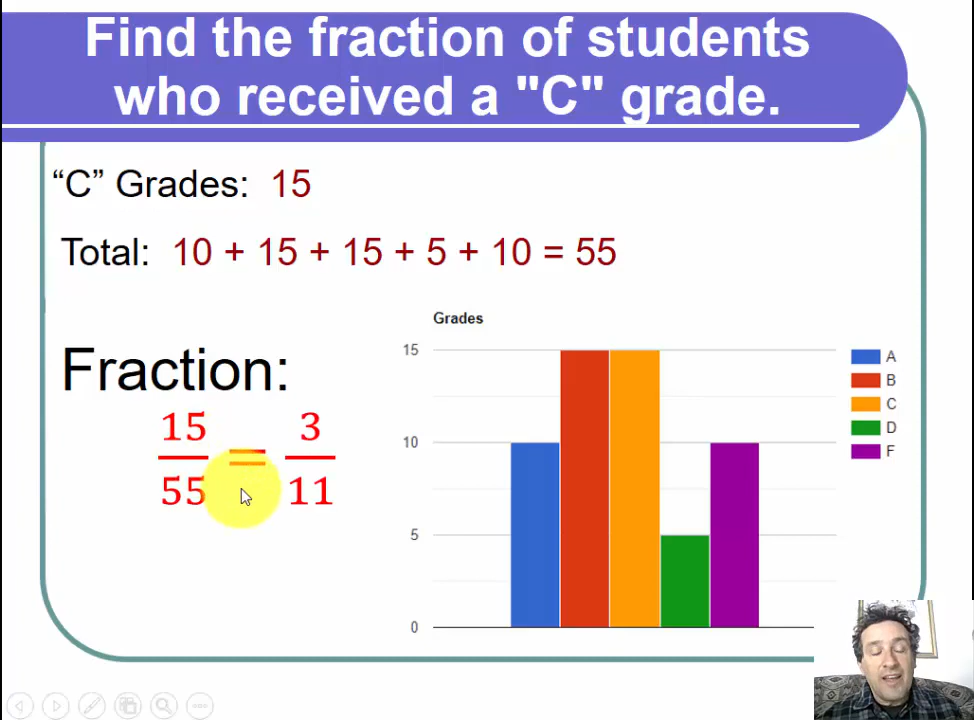 Find the fraction of students
who received a "C" grade.
“C” Grades: 15
Total: 10 + 15 + 15 + 5 + 10 = 55
Fraction:
15/55 = 3/11
Grades
15
10
5
0
A
B
C
D
F